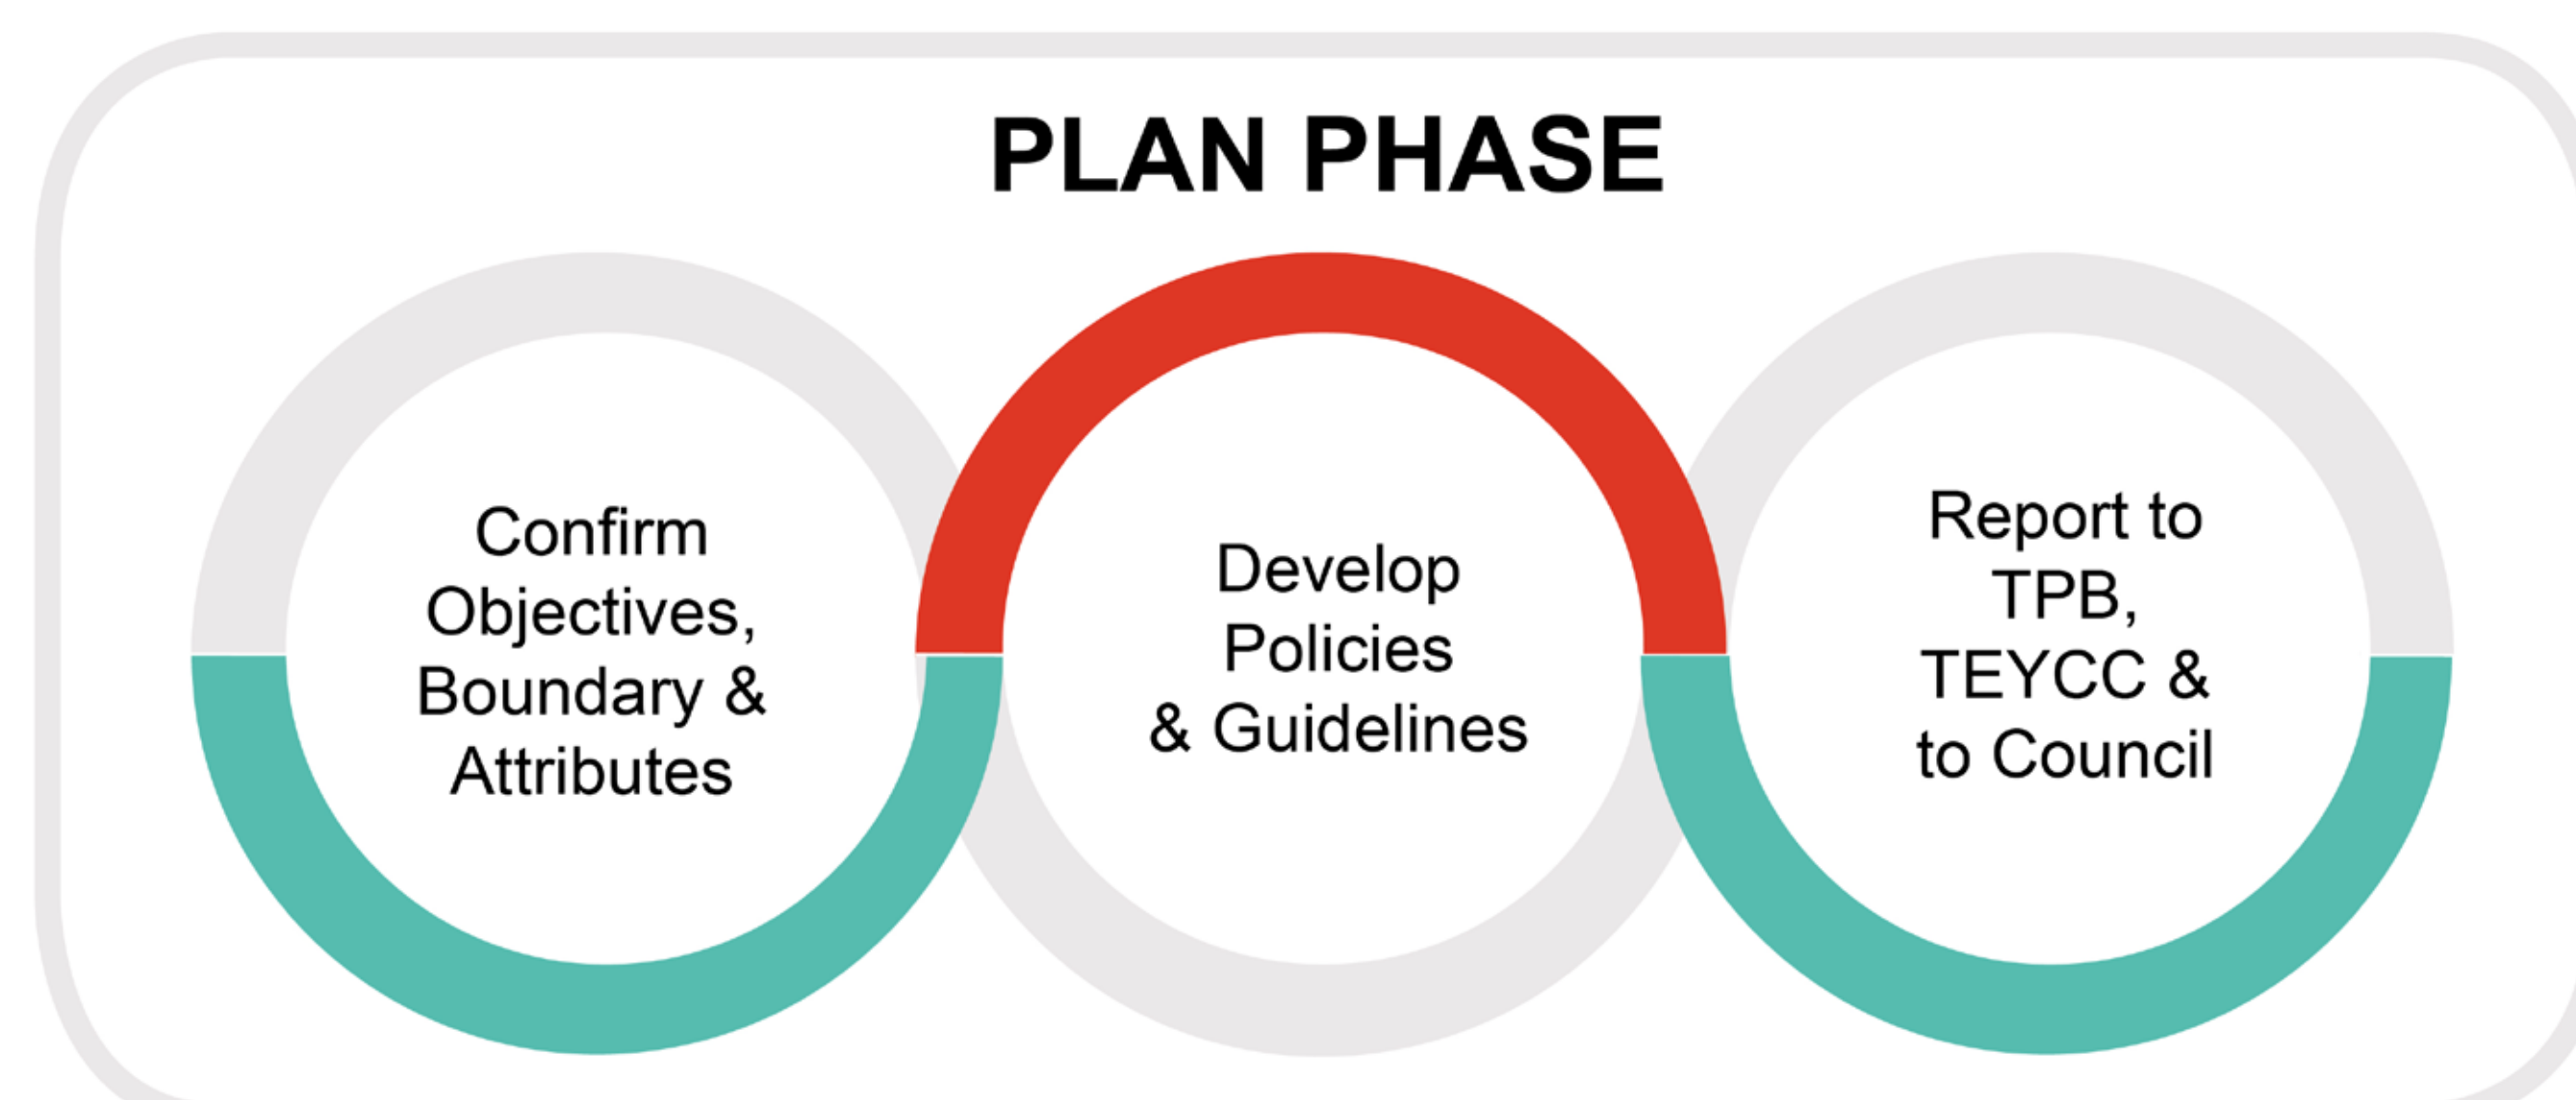 PLAN PHASE
Confirm
Objectives,
Boundary &
Attributes
Develop
Policies
& Guidelines
Report to
TPB,
TEYCC &
to Council